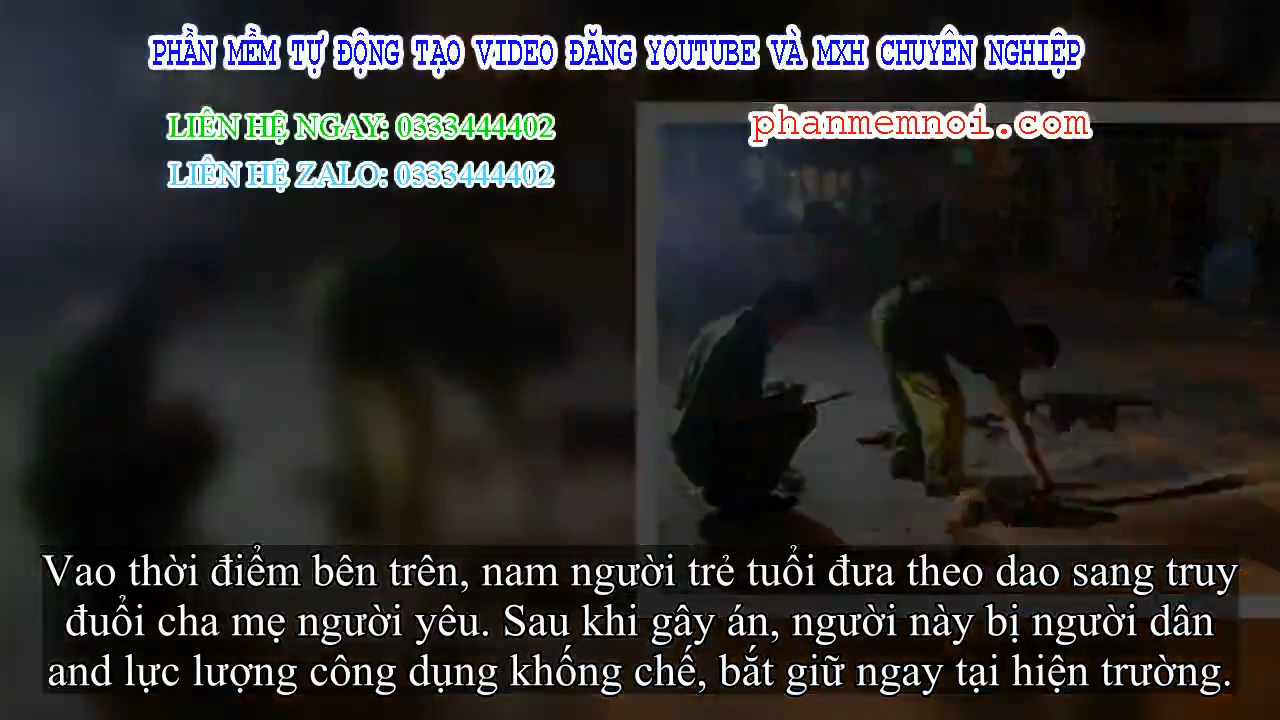 PHẦN MỀM TỰ ĐỘNG TẠO VIDEO ĐĂNG YOUTUBE VÀ MXH CHUYÊN NGHIỆP
LIÊN HỆ NGAY: 0333444402
phanmemnoi.com
LIÊN HỆ ZALO: 0333444402
Vao thời điểm bên trên, nam người trẻ tuổi đưa theo dao sang truy
đuổi cha mẹ người yêu. Sau khi gây án, người này bị người dân
and lực lượng công dụng khống chế, bắt giữ ngay tại hiện trường.